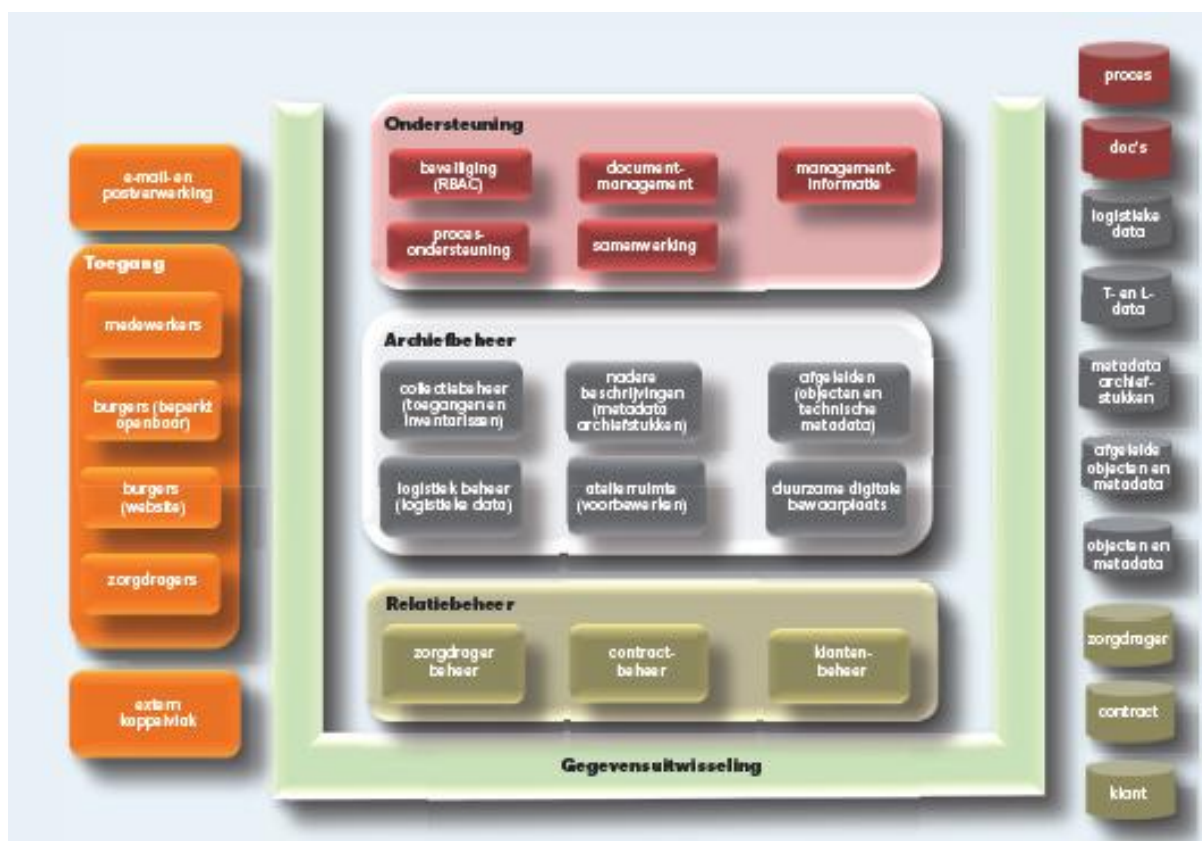 e-mail- en
postverwerking
Toegang
medewerkers
burgers (beperkt
openbaar)
burgers
(website)
zorgdragers
extern
koppelvlak
Ondersteuning
beveiliging
(RBAC)
document-
management
management-
informatie
proces-
ondersteuning
samenwerking
Archiefbeheer
collectiebeheer
(toegangen en
inventarissen)
nadere
beschrijvingen
(metadata
archiefstukken)
afgeleiden
(objecten en
technische
metadata)
logistiek beheer
(logistieke data)
atelierruimte
(voorbewerken)
duurzame digitale
bewaarplaats
Relatiebeheer
zorgdrager
beheer
contract-
beheer
klanten-
beheer
Gegevensuitwisseling
proces
doc's
logistieke
data
T- en L-
data
metadata
archief-
stukken
afgeleide
objecten en
metadata
objecten en
metadata
zorgdrager
contract
klant